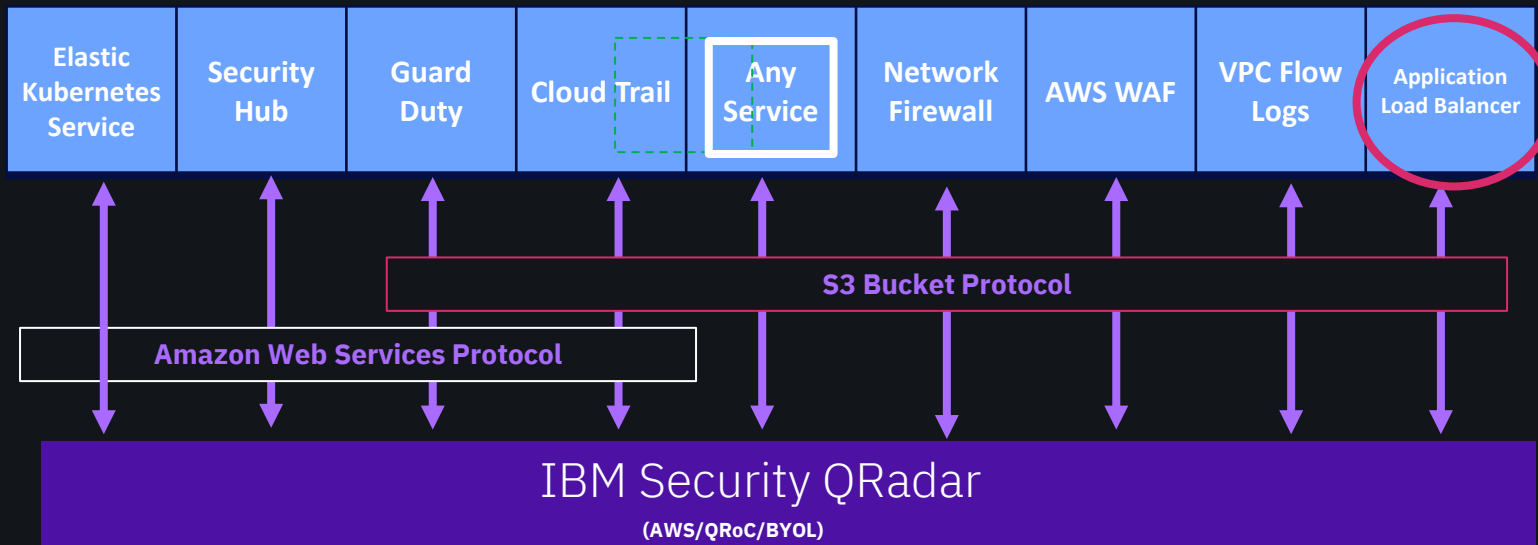 Elastic
Kubernetes
Service
Security
Hub
Guard
Duty
Cloud Trail
Any
Service
Network
Firewall
AWS WAF
VPC Flow
Logs
Application
Load Balancer
S3 Bucket Protocol
Amazon Web Services Protocol
IBM Security QRadar
(AWS/QRoC/BYOL)